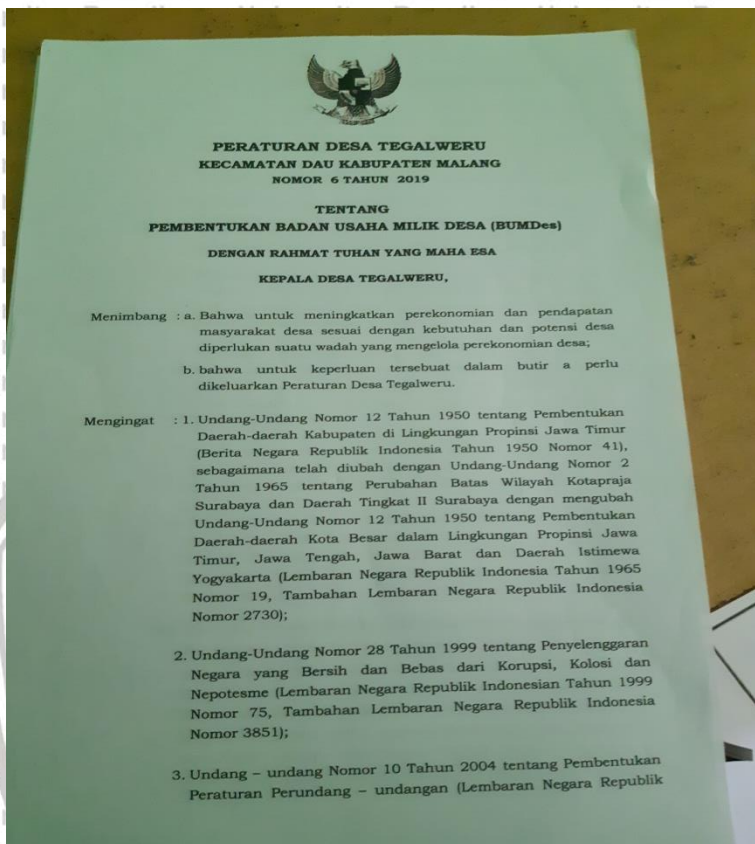 PERATURAN DESA TEGALWERU
KECAMATAN DAU KABUPATEN MALANG
NOMOR 6 TAHUN 2019
TENTANG
PEMBENTUKAN BADAN USAHA MILIK DESA (BUMDes)
DENGAN RAHMAT TUHAN YANG MAHA ESA
KEPALA DESA TEGALWERU,
Menimbang : a. Bahwa untuk meningkatkan perekonomian dan pendapatan
masyarakat desa sesuai dengan kebutuhan dan potensi desa
diperlukan suatu wadah yang mengelola perekonomian desa;
b. bahwa untuk keperluan tersebut dalam butir a perlu
dikeluarkan Peraturan Desa Tegalweru.
Mengingat : 1. Undang-Undang Nomor 12 Tahun 1950 tentang Pembentukan
Daerah-daerah Kabupaten di Lingkungan Propinsi Jawa Timur
(Berita Negara Republik Indonesia Tahun 1950 Nomor 41),
sebagaimana telah diubah dengan Undang-Undang Nomor 2
Tahun 1965 tentang Perubahan Batas Wilayah Kotapraja
Surabaya dan Daerah Tingkat II Surabaya dengan mengubah
Undang-Undang Nomor 12 Tahun 1950 tentang Pembentukan
Daerah-daerah Kota Besar dalam Lingkungan Propinsi Jawa
Timur, Jawa Tengah, Jawa Barat dan Daerah Istimewa
Yogyakarta (Lembaran Negara Republik Indonesia Tahun 1965
Nomor 19, Tambahan Lembaran Negara Republik Indonesia
Nomor 2730);
2. Undang-Undang Nomor 28 Tahun 1999 tentang Penyelenggaran
Negara yang Bersih dan Bebas dari Korupsi, Kolosi dan
Nepotesme (Lembaran Negara Republik Indonesian Tahun 1999
Nomor 75, Tambahan Lembaran Negara Republik Indonesia
Nomor 3851);
3. Undang – undang Nomor 10 Tahun 2004 tentang Pembentukan
Peraturan Perundang – undangan (Lembaran Negara Republik